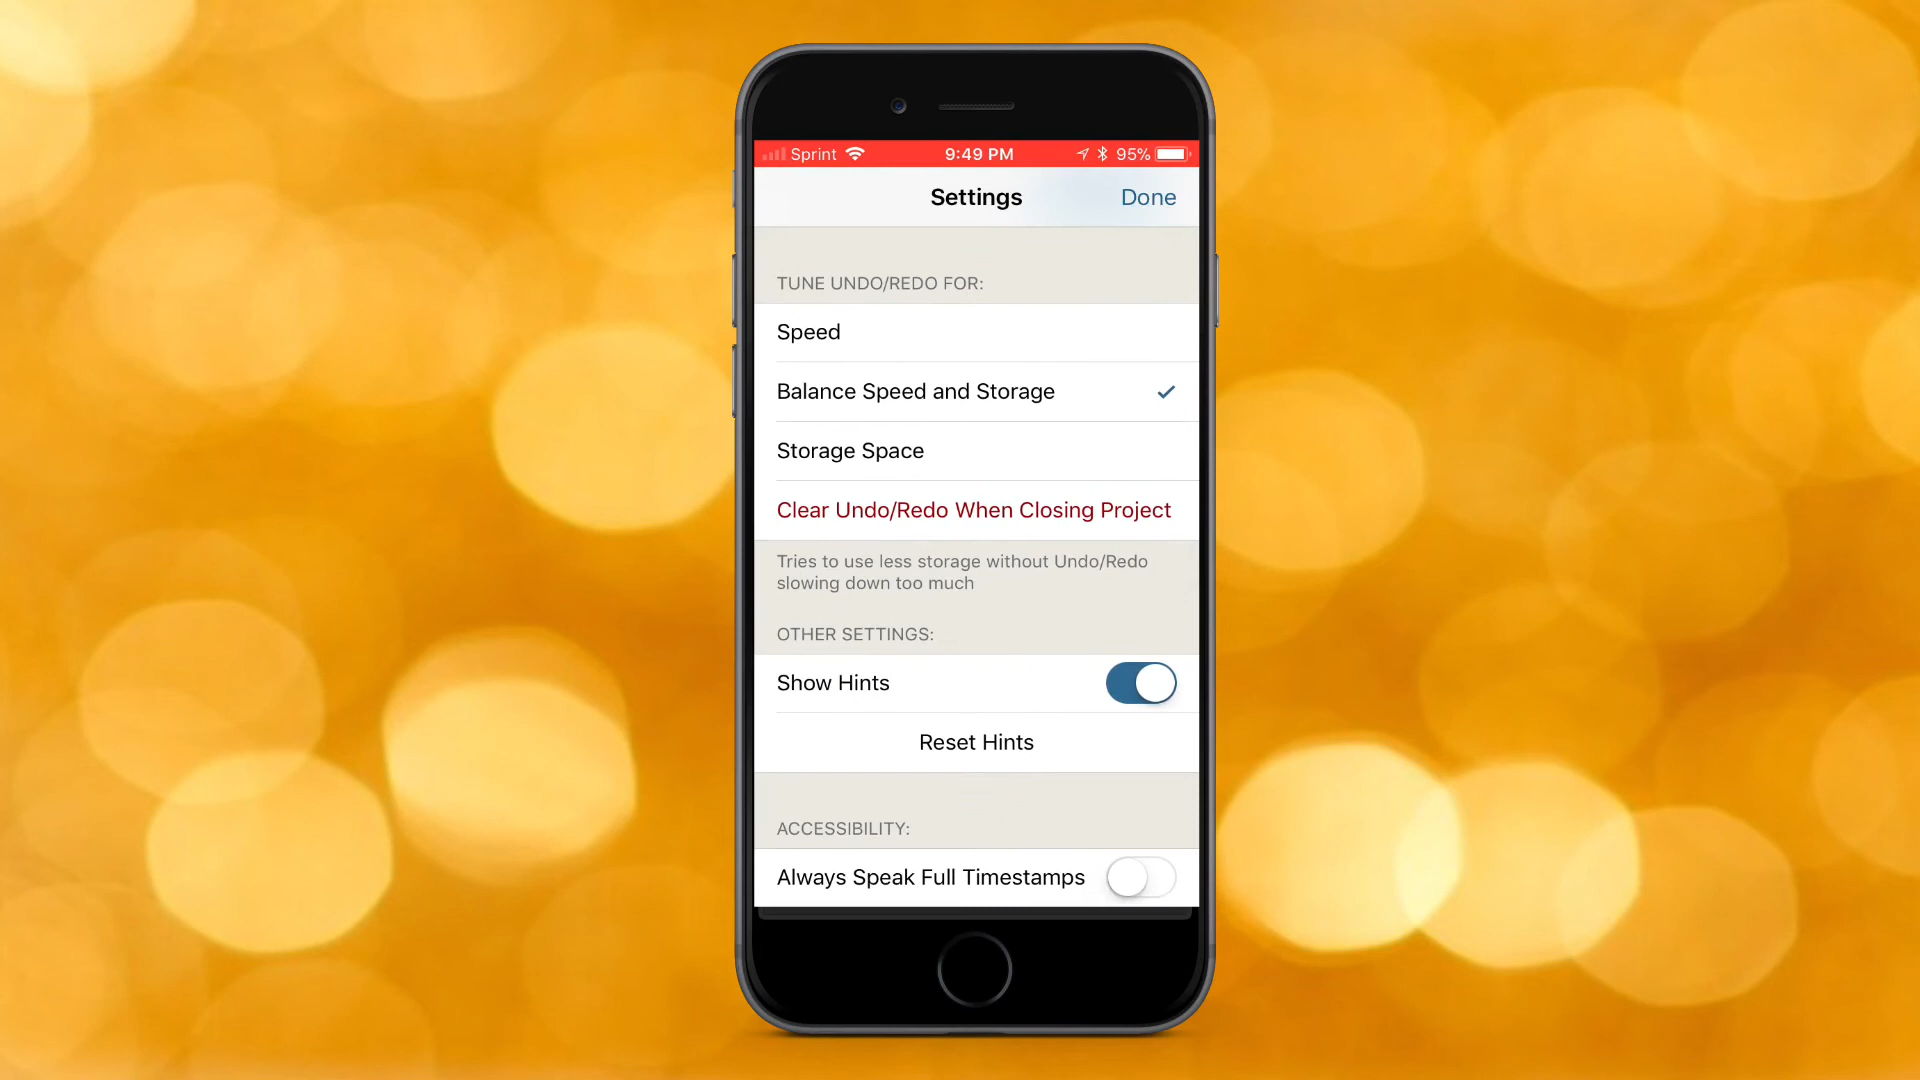 Sprint 9:49 PM 95%
Settings Done
TUNE UNDO/REDO FOR:
Speed
Balance Speed and Storage
Storage Space
Clear Undo/Redo When Closing Project
Tries to use less storage without Undo/Redo
slowing down too much
OTHER SETTINGS:
Show Hints
Reset Hints
ACCESSIBILITY:
Always Speak Full Timestamps